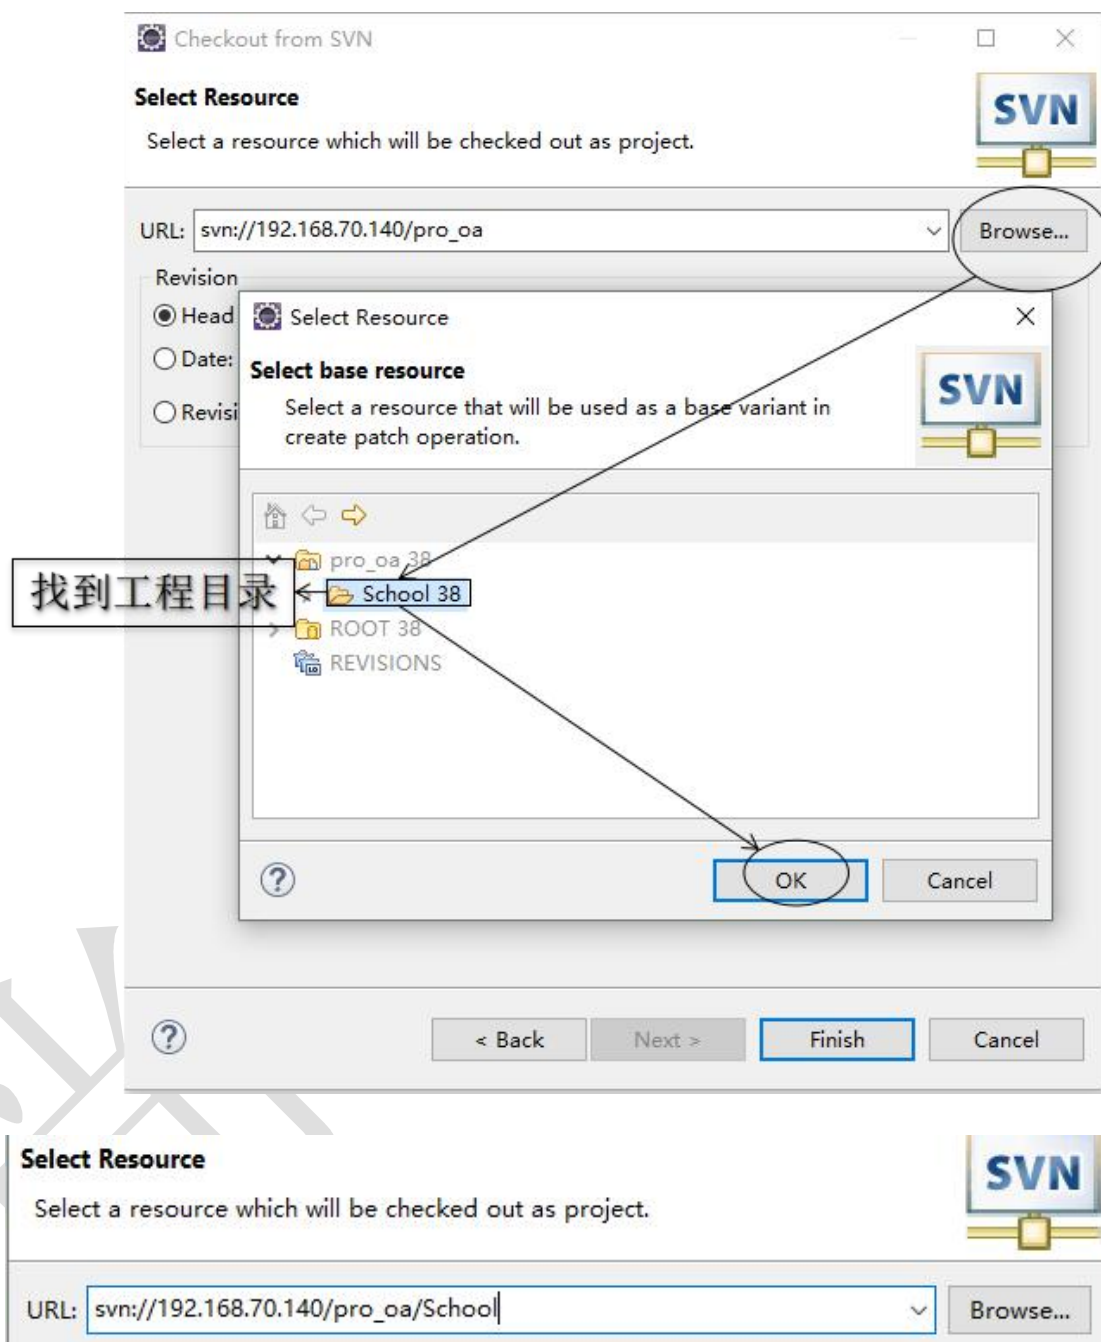 Checkout from SVN
Select Resource
Select a resource which will be checked out as project.
SVN
URL: svn://192.168.70.140/pro_oa Browse...
Revision
Head
Date:
Revisi
Select Resource
Select base resource
Select a resource that will be used as a base variant in
create patch operation.
SVN
pro_oa 38
找到工程目录
School 38
ROOT 38
REVISIONS
OK Cancel
< Back Next > Finish Cancel
Select Resource
Select a resource which will be checked out as project.
SVN
URL: svn://192.168.70.140/pro_oa/School Browse...